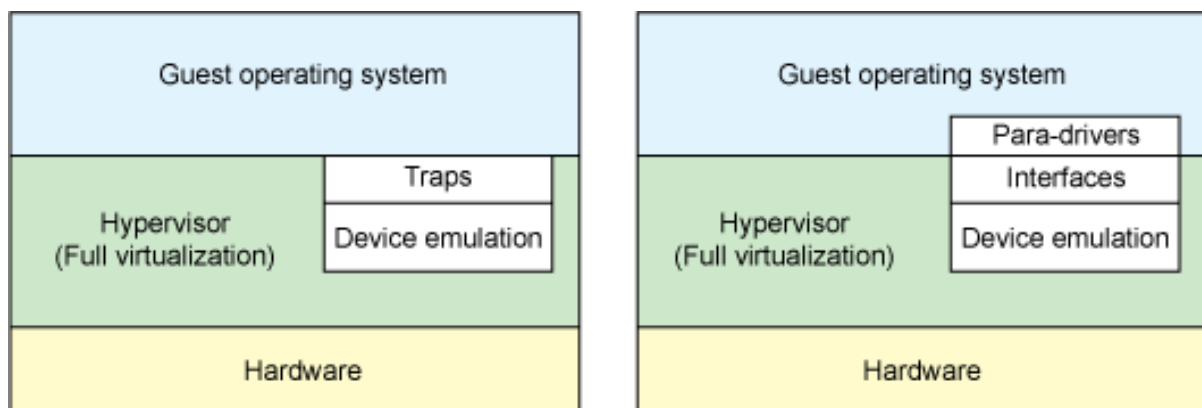 Guest operating system
Traps
Hypervisor
(Full virtualization)
Device emulation
Hardware
Guest operating system
Para-drivers
Interfaces
Hypervisor
(Full virtualization)
Device emulation
Hardware